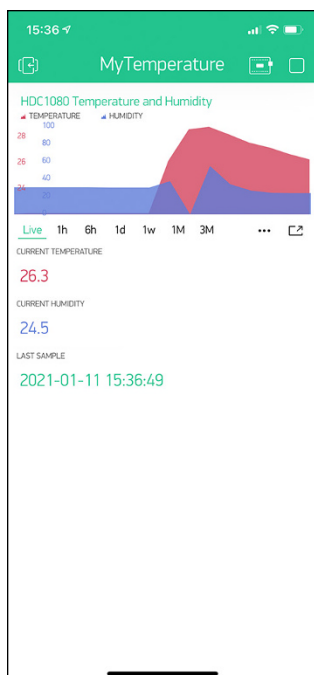 15:36
MyTemperature
HDC1080 Temperature and Humidity
TEMPERATURE HUMIDITY
100
28 80
26 60
40
24 20
0
Live 1h 6h 1d 1w 1M 3M ...
CURRENT TEMPERATURE
26.3
CURRENT HUMIDITY
24.5
LAST SAMPLE
2021-01-11 15:36:49